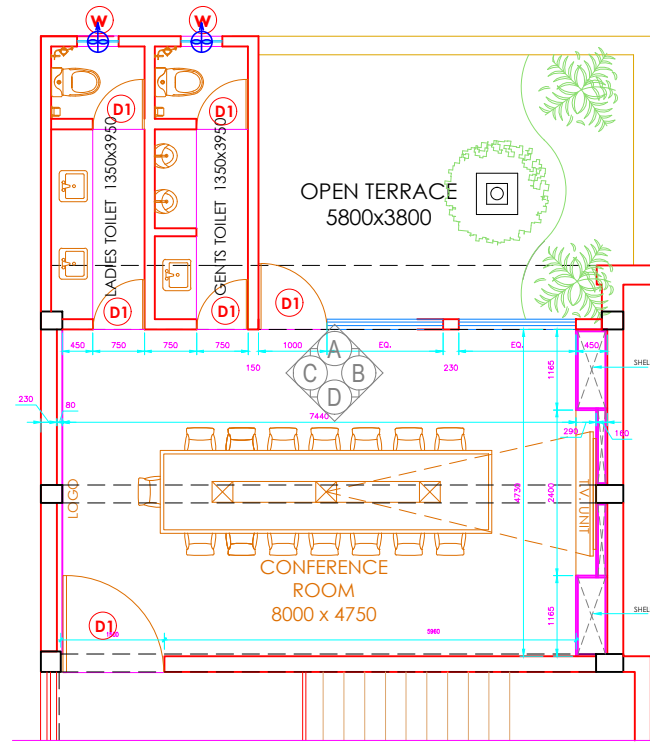 W
W
D1
D1
LADIES TOILET 1350x3950
GENTS TOILET 1350x3950
OPEN TERRACE
5800x3800
D1
D1
D1
450
750
750
750
150
1000
EQ.
230
EQ.
450
A
C
B
D
1165
SHEL
230
80
7440
290
160
LOGO
4730
2400
T.V. UNIT
CONFERENCE
ROOM
8000 x 4750
D1
5960
1165
SHEL